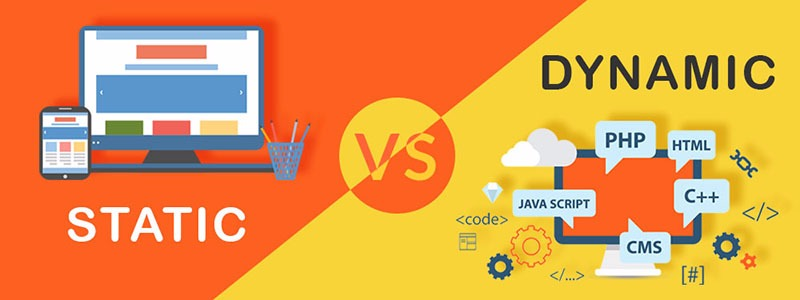 STATIC
VS
DYNAMIC
PHP
HTML
JAVA SCRIPT
C++
<code>
</>
CMS
</...>
[#]